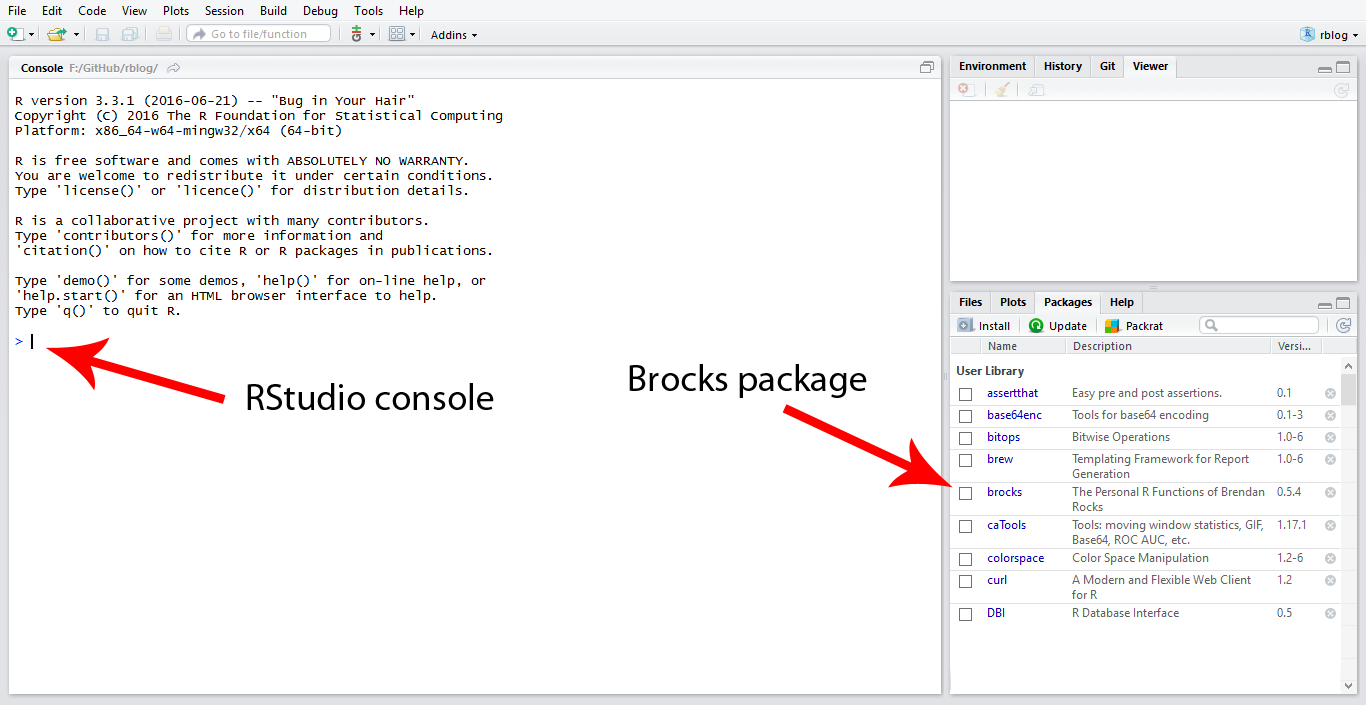 File Edit Code View Plots Session Build Debug Tools Help
Go to file/function Addins rblog
Console F:/GitHub/rblog/
R version 3.3.1 (2016-06-21) -- "Bug in Your Hair"
Copyright (C) 2016 The R Foundation for Statistical Computing
Platform: x86_64-w64-mingw32/x64 (64-bit)
R is free software and comes with ABSOLUTELY NO WARRANTY.
You are welcome to redistribute it under certain conditions.
Type 'license()' or 'licence()' for distribution details.
R is a collaborative project with many contributors.
Type 'contributors()' for more information and
'citation()' on how to cite R or R packages in publications.
Type 'demo()' for some demos, 'help()' for on-line help, or
'help.start()' for an HTML browser interface to help.
Type 'q()' to quit R.
>
RStudio console
Brocks package
Environment History Git Viewer
Files Plots Packages Help
Install Update Packrat
Name Description Versi...
User Library
assertthat Easy pre and post assertions. 0.1
base64enc Tools for base64 encoding 0.1-3
bitops Bitwise Operations 1.0-6
brew Templating Framework for Report 1.0-6
Generation
brocks The Personal R Functions of Brendan 0.5.4
Rocks
caTools Tools: moving window statistics, GIF, 1.17.1
Base64, ROC AUC, etc.
colorspace Color Space Manipulation 1.2-6
curl A Modern and Flexible Web Client 1.2
for R
DBI R Database Interface 0.5